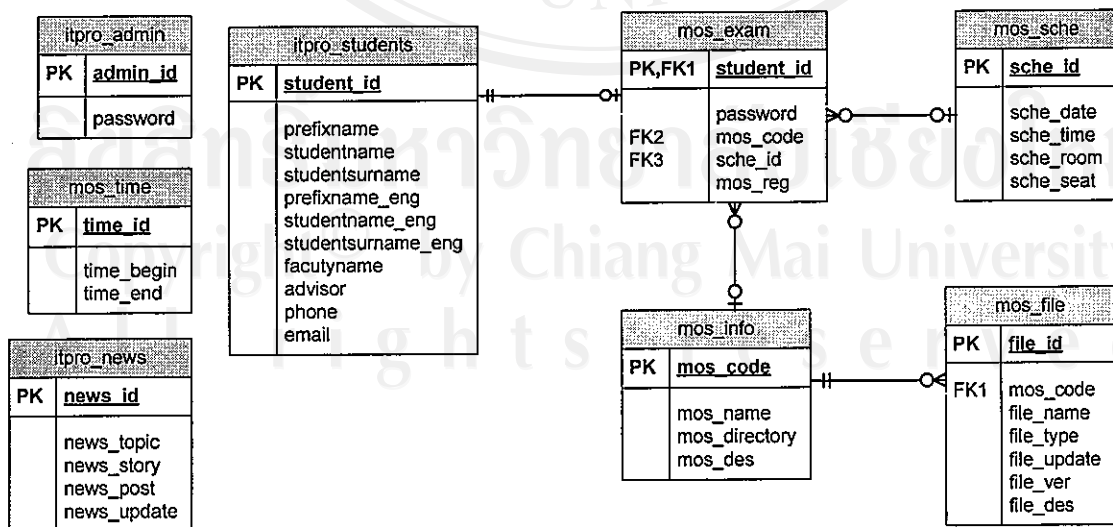 itpro_admin
PK admin_id
password
mos_time
PK time_id
time_begin
time_end
itpro_news
PK news_id
news_topic
news_story
news_post
news_update
itpro_students
PK student_id
prefixname
studentname
studentsurname
prefixname_eng
studentname_eng
studentsurname_eng
facutyname
advisor
phone
email
mos_exam
PK,FK1 student_id
password
FK2 mos_code
FK3 sche_id
mos_reg
mos_sche
PK sche_id
sche_date
sche_time
sche_room
sche_seat
mos_info
PK mos_code
mos_name
mos_directory
mos_des
mos_file
PK file_id
FK1 mos_code
file_name
file_type
file_update
file_ver
file_des
Copyright by Chiang Mai University